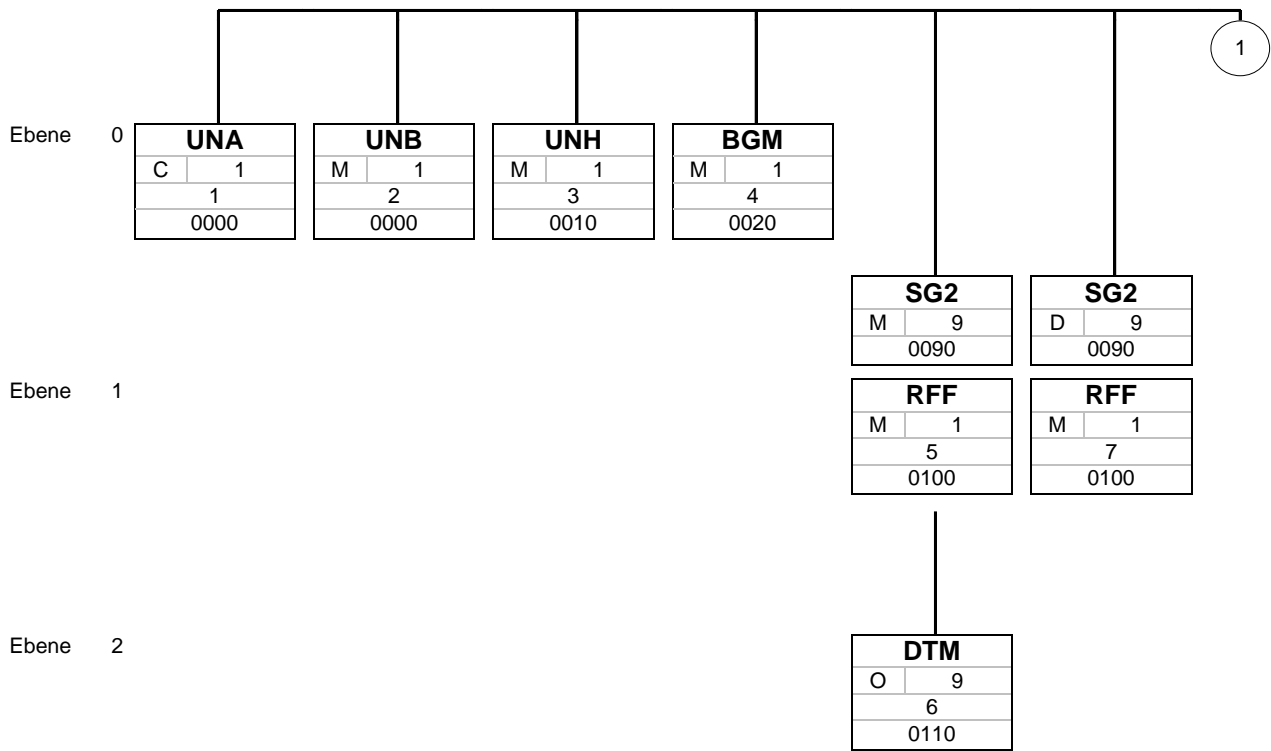 1
Ebene 0 UNA UNB UNH BGM
C 1 M 1 M 1 M 1
1 2 3 4
0000 0000 0010 0020
SG2 SG2
M 9 D 9
0090 0090
Ebene 1 RFF RFF
M 1 M 1
5 7
0100 0100
Ebene 2 DTM
O 9
6
0110